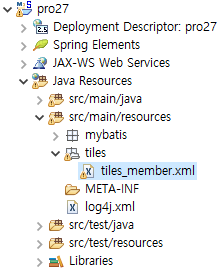 pro27
Deployment Descriptor: pro27
Spring Elements
JAX-WS Web Services
Java Resources
src/main/java
src/main/resources
mybatis
tiles
tiles_member.xml
META-INF
log4j.xml
src/test/java
src/test/resources
Libraries